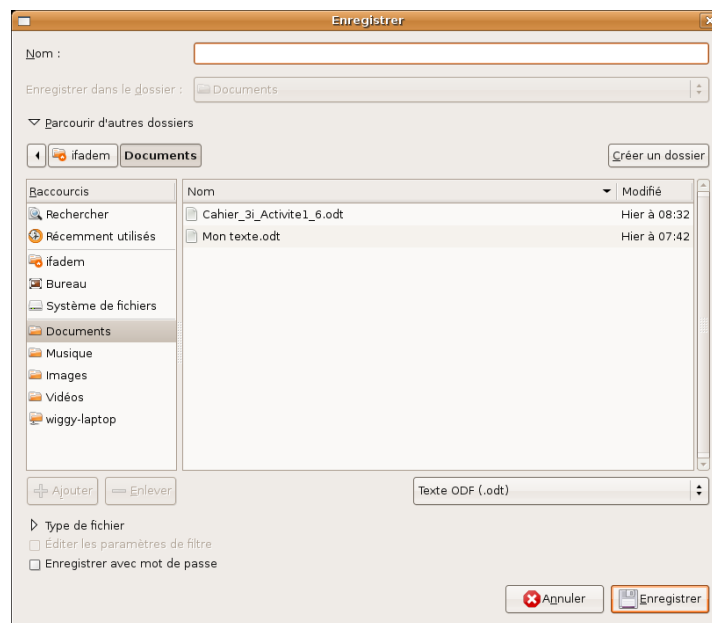 Enregistrer
Nom :
Enregistrer dans le dossier : Documents
Parcourir d'autres dossiers
ifadem Documents Créer un dossier
Raccourcis Nom Modifié
Rechercher Cahier_3i_Activite1_6.odt Hier à 08:32
Récemment utilisés Mon texte.odt Hier à 07:42
ifadem
Bureau
Système de fichiers
Documents
Musique
Images
Vidéos
wiggy-laptop
Ajouter Enlever Texte ODF (.odt)
Type de fichier
Éditer les paramètres de filtre
Enregistrer avec mot de passe
Annuler Enregistrer